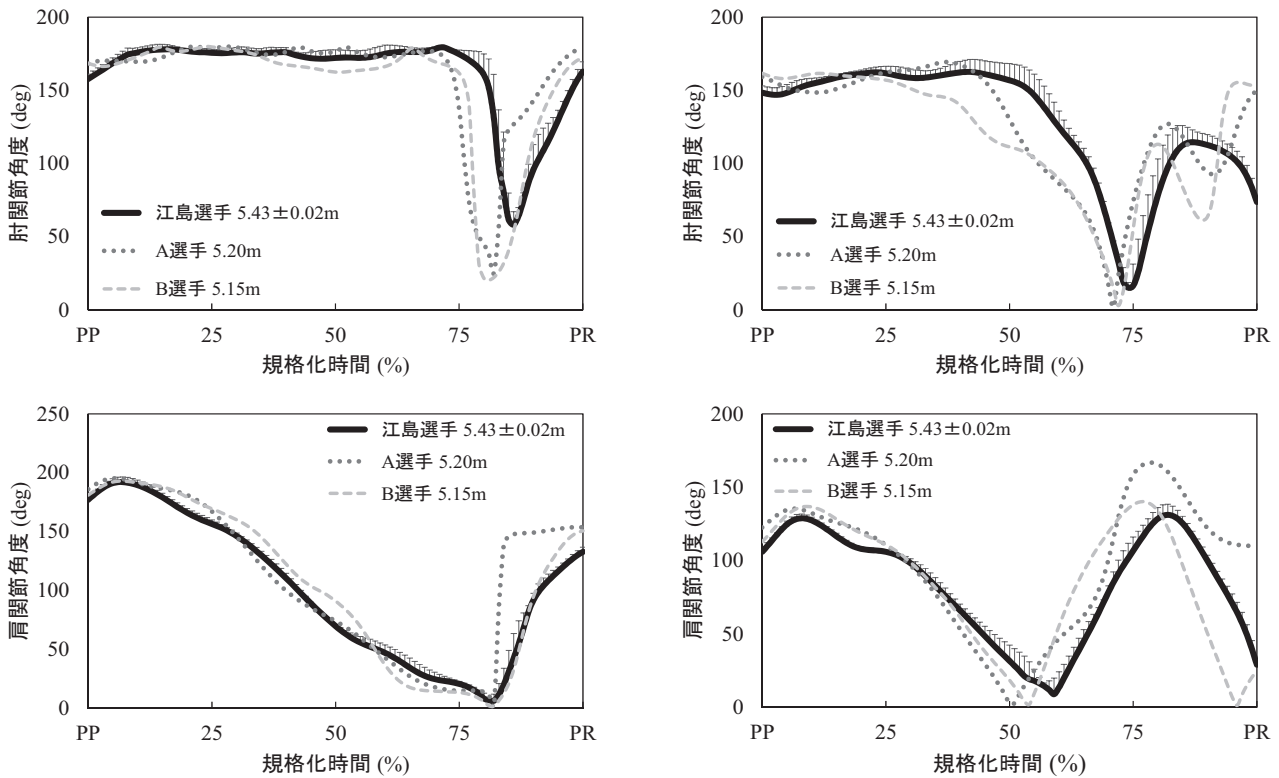 200
150
100
50
0
肘関節角度 (deg)
江島選手 5.43±0.02m
A選手 5.20m
B選手 5.15m
PP
25
50
75
PR
規格化時間 (%)
200
150
100
50
0
肘関節角度 (deg)
江島選手 5.43±0.02m
A選手 5.20m
B選手 5.15m
PP
25
50
75
PR
規格化時間 (%)
250
200
150
100
50
0
肩関節角度 (deg)
江島選手 5.43±0.02m
A選手 5.20m
B選手 5.15m
PP
25
50
75
PR
規格化時間 (%)
200
150
100
50
0
肩関節角度 (deg)
江島選手 5.43±0.02m
A選手 5.20m
B選手 5.15m
PP
25
50
75
PR
規格化時間 (%)